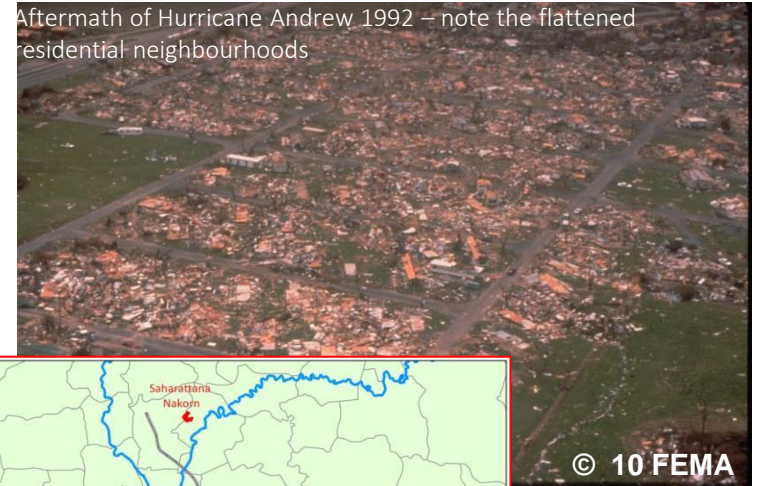 Aftermath of Hurricane Andrew 1992 – note the flattened
residential neighbourhoods
Saharattana
Nakorn
© 10 FEMA